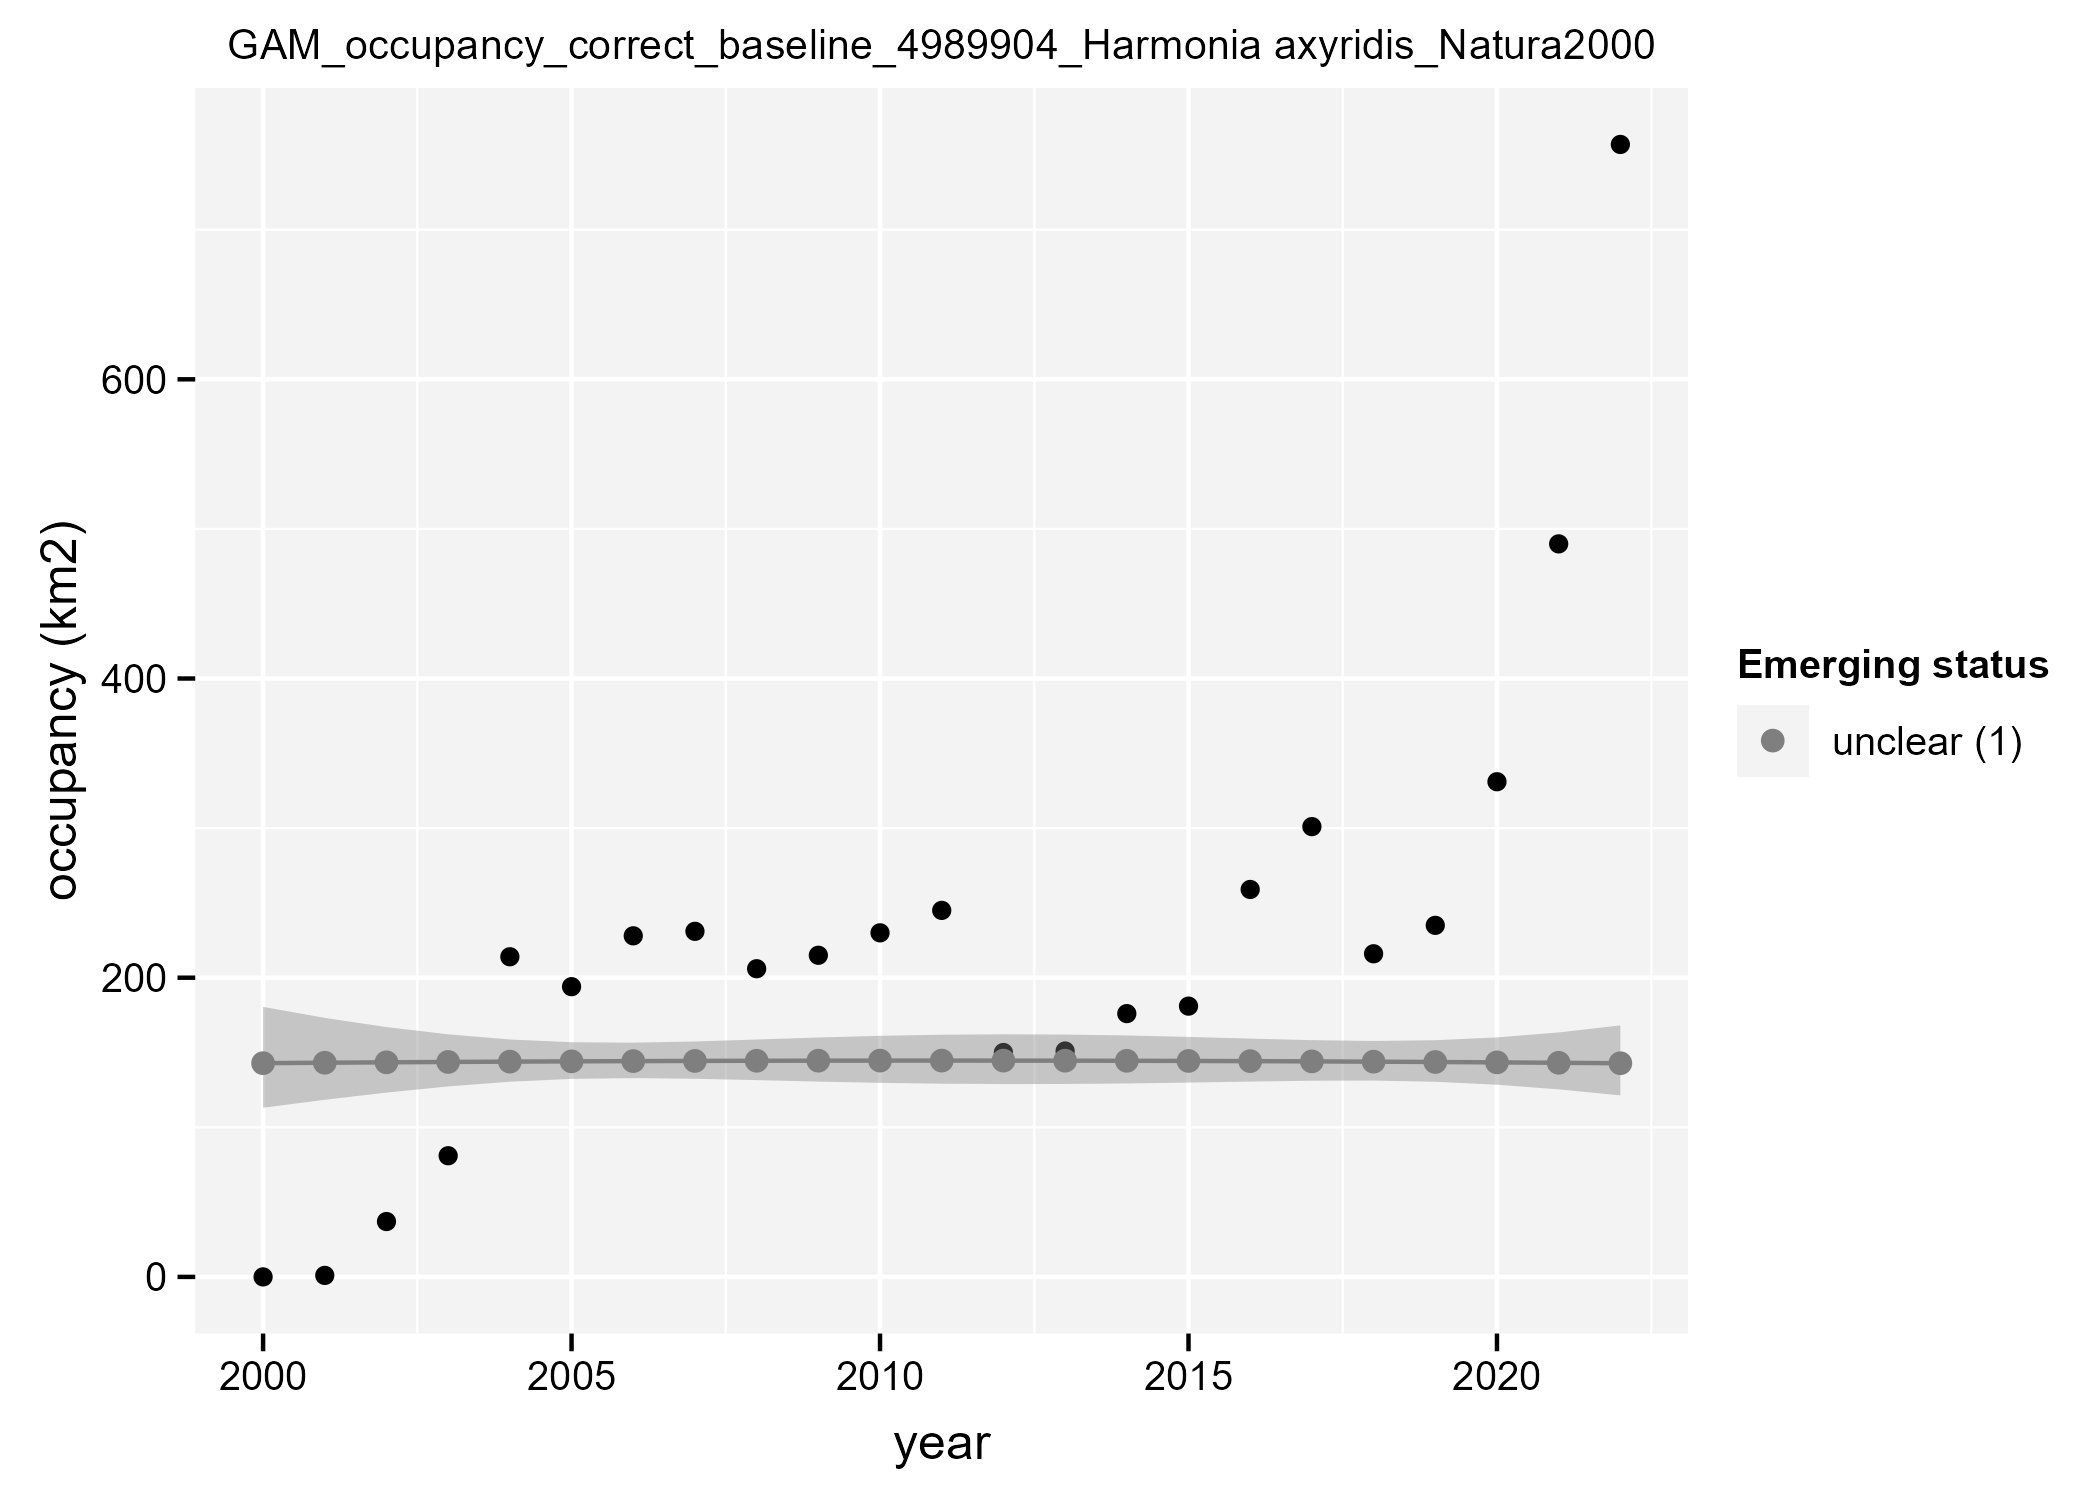 GAM_occupancy_correct_baseline_4989904_Harmonia axyridis_Natura2000
occupancy (km2)
600
400
200
0
2000 2005 2010 2015 2020
year
Emerging status
unclear (1)